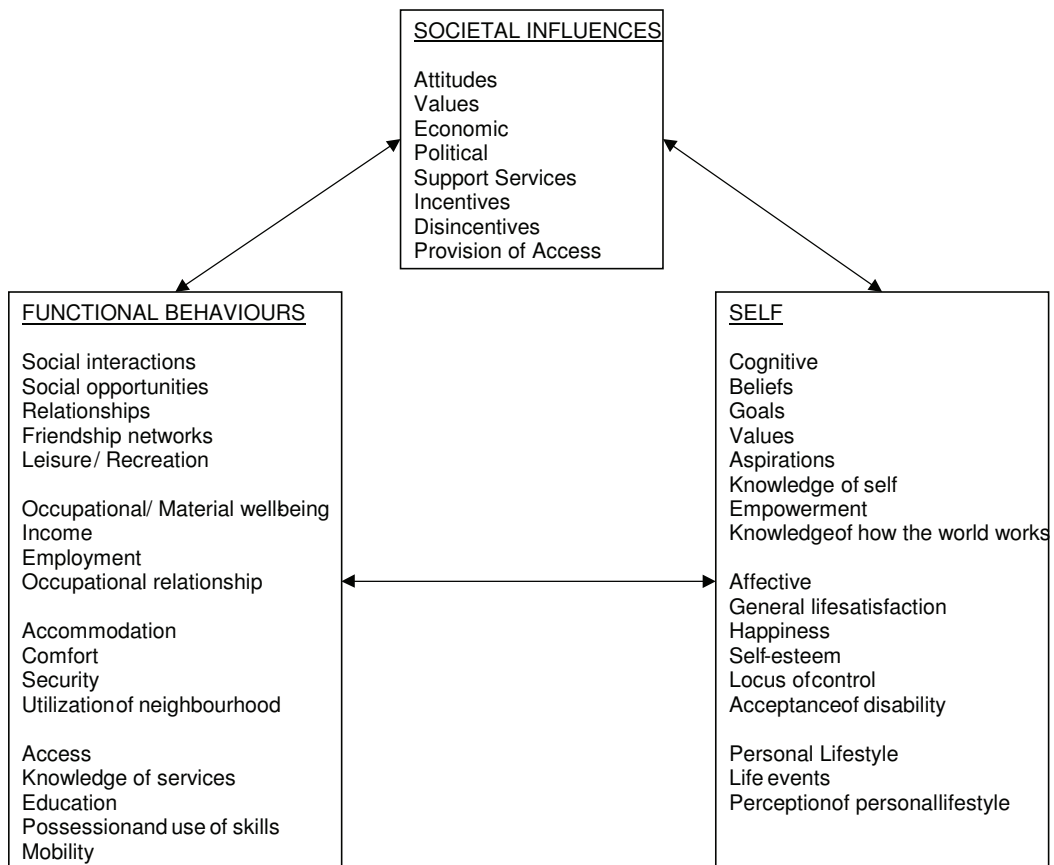 SOCIETAL INFLUENCES
Attitudes
Values
Economic
Political
Support Services
Incentives
Disincentives
Provision of Access
FUNCTIONAL BEHAVIOURS
Social interactions
Social opportunities
Relationships
Friendship networks
Leisure/ Recreation
Occupational/ Material wellbeing
Income
Employment
Occupational relationship
Accommodation
Comfort
Security
Utilization of neighbourhood
Access
Knowledge of services
Education
Possession and use of skills
Mobility
SELF
Cognitive
Beliefs
Goals
Values
Aspirations
Knowledge of self
Empowerment
Knowledge of how the world works
Affective
General life satisfaction
Happiness
Self-esteem
Locus of control
Acceptance of disability
Personal Lifestyle
Life events
Perception of personal lifestyle